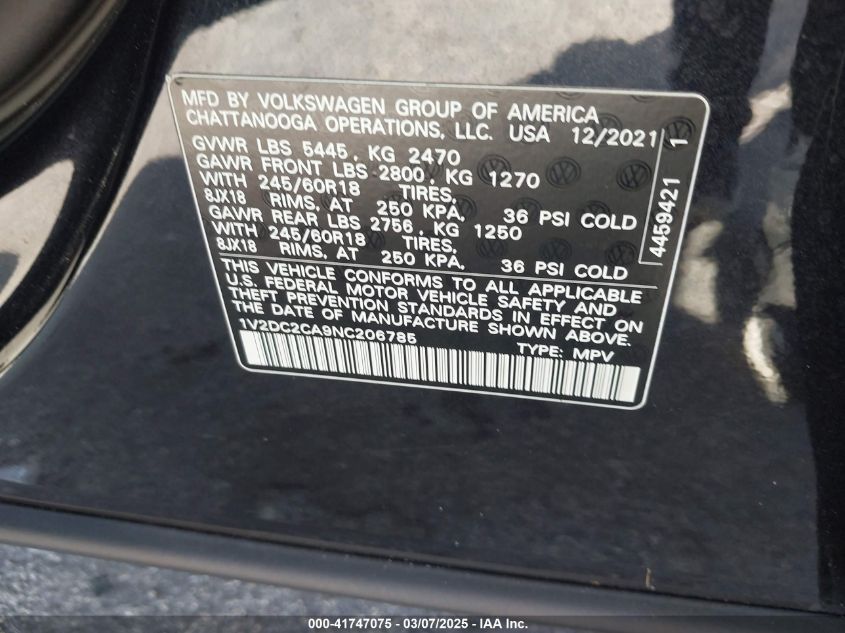 MFD BY VOLKSWAGEN GROUP OF AMERICA
CHATTANOOGA OPERATIONS, LLC. USA 12/2021 1
GVWR LBS 5445, KG 2470
GAWR FRONT LBS 2800, KG 1270
WITH 245/60R18 TIRES,
8JX18 RIMS, AT 250 KPA, 36 PSI COLD
GAWR REAR LBS 2756, KG 1250
WITH 245/60R18 TIRES,
8JX18 RIMS, AT 250 KPA, 36 PSI COLD
4459421
THIS VEHICLE CONFORMS TO ALL APPLICABLE
U.S. FEDERAL MOTOR VEHICLE SAFETY AND
THEFT PREVENTION STANDARDS IN EFFECT ON
THE DATE OF MANUFACTURE SHOWN ABOVE.
1V2DC2CA9NC206785 TYPE: MPV
000-41747075 — 03/07/2025 — IAA Inc.